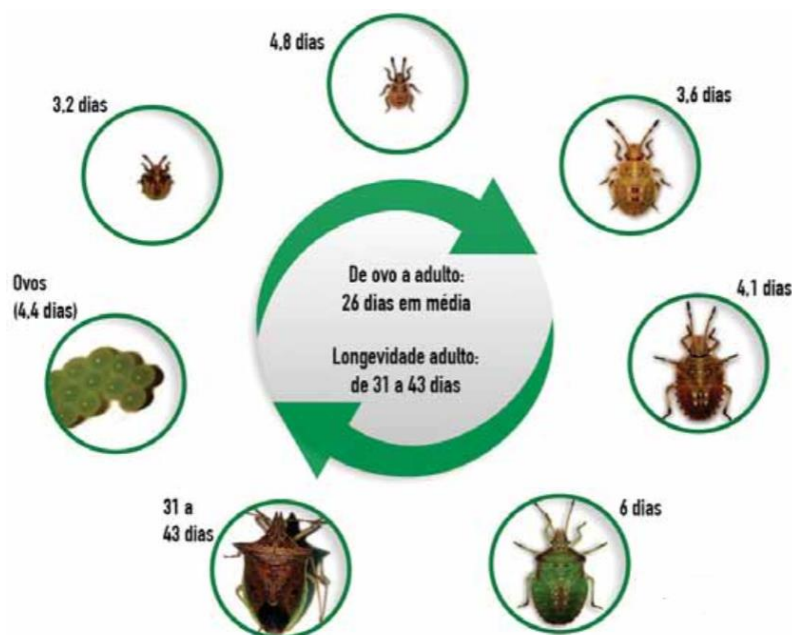 4,8 dias
3,2 dias
3,6 dias
Ovos
(4,4 dias)
4,1 dias
De ovo a adulto:
26 dias em média
Longevidade adulto:
de 31 a 43 dias
31 a
43 dias
6 dias